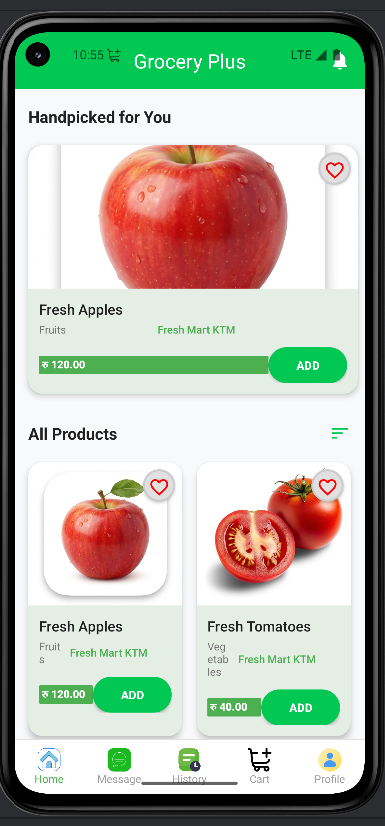 10:55
LTE
Grocery Plus
Handpicked for You
Fresh Apples
Fruits
Fresh Mart KTM
रु 120.00
ADD
All Products
Fresh Apples
Fruit
s
Fresh Mart KTM
रु 120.00
ADD
Fresh Tomatoes
Veg
etab
les
Fresh Mart KTM
रु 40.00
ADD
Home
Message
History
Cart
Profile